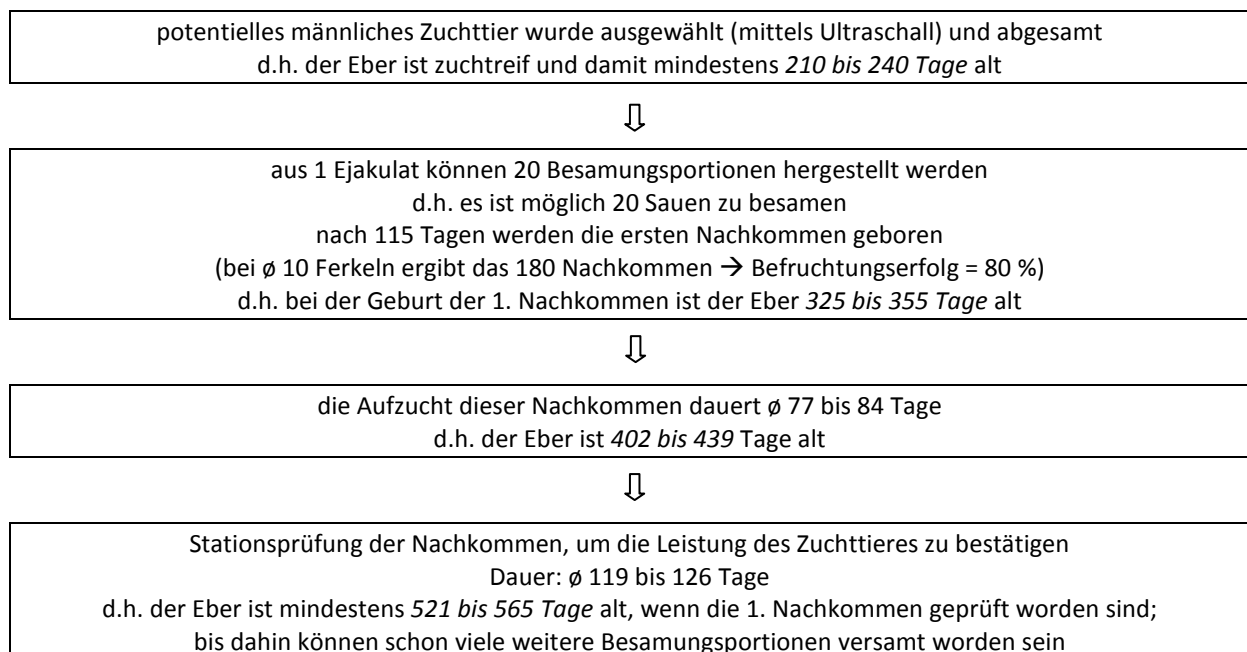 potentielles männliches Zuchttier wurde ausgewählt (mittels Ultraschall) und abgesamt
d.h. der Eber ist zuchtreif und damit mindestens 210 bis 240 Tage alt
⇩
aus 1 Ejakulat können 20 Besamungsportionen hergestellt werden
d.h. es ist möglich 20 Sauen zu besamen
nach 115 Tagen werden die ersten Nachkommen geboren
(bei ø 10 Ferkeln ergibt das 180 Nachkommen → Befruchtungserfolg = 80 %)
d.h. bei der Geburt der 1. Nachkommen ist der Eber 325 bis 355 Tage alt
⇩
die Aufzucht dieser Nachkommen dauert ø 77 bis 84 Tage
d.h. der Eber ist 402 bis 439 Tage alt
⇩
Stationsprüfung der Nachkommen, um die Leistung des Zuchttieres zu bestätigen
Dauer: ø 119 bis 126 Tage
d.h. der Eber ist mindestens 521 bis 565 Tage alt, wenn die 1. Nachkommen geprüft worden sind;
bis dahin können schon viele weitere Besamungsportionen versamt worden sein